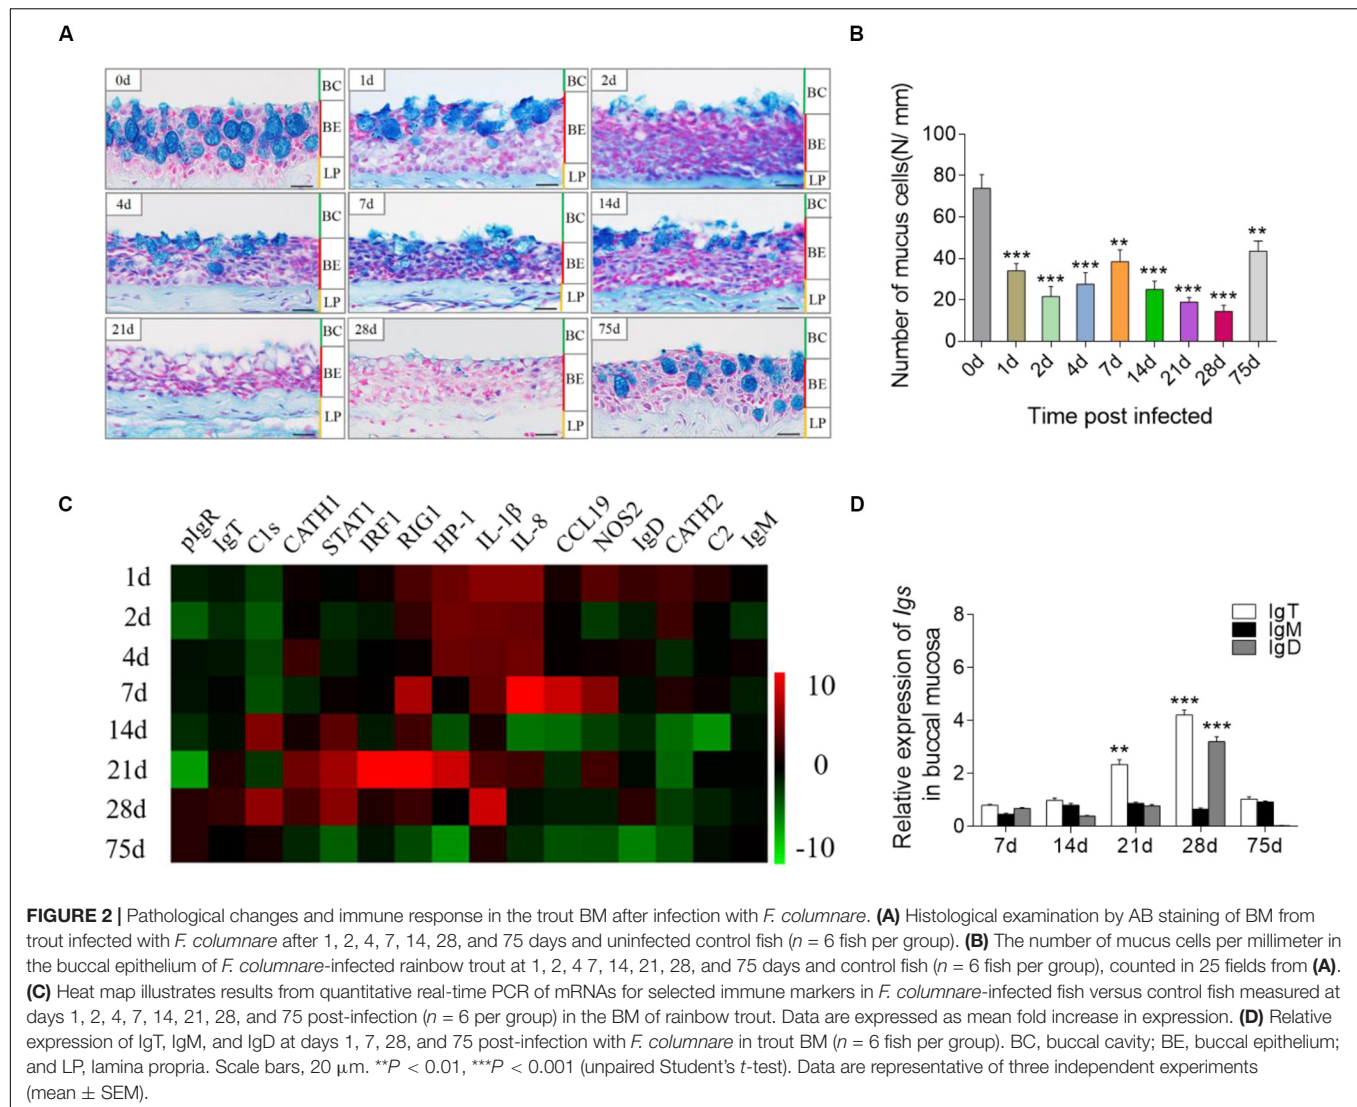 A
0d
BC
BE
LP
1d
BC
BE
LP
2d
BC
BE
LP
4d
BC
BE
LP
7d
BC
BE
LP
14d
BC
BE
LP
21d
BC
BE
LP
28d
BC
BE
LP
75d
BC
BE
LP
B
Number of mucus cells(N/ mm)
100
80
60
40
20
0
***
***
***
**
***
***
***
**
0d 1d 2d 4d 7d 14d 21d 28d 75d
Time post infected
C
pIgR IgT C1s CATH1 STAT1 IRF1 RIG1 HP-1 IL-1β IL-8 CCL19 NOS2 IgD CATH2 C2 IgM
1d
2d
4d
7d
14d
21d
28d
75d
10
0
-10
D
Relative expression of Igs
in buccal mucosa
8
6
4
2
0
IgT
IgM
IgD
**
***
***
7d 14d 21d 28d 75d
FIGURE 2 | Pathological changes and immune response in the trout BM after infection with F. columnare. (A) Histological examination by AB staining of BM from
trout infected with F. columnare after 1, 2, 4, 7, 14, 28, and 75 days and uninfected control fish (n = 6 fish per group). (B) The number of mucus cells per millimeter in
the buccal epithelium of F. columnare-infected rainbow trout at 1, 2, 4 7, 14, 21, 28, and 75 days and control fish (n = 6 fish per group), counted in 25 fields from (A).
(C) Heat map illustrates results from quantitative real-time PCR of mRNAs for selected immune markers in F. columnare-infected fish versus control fish measured at
days 1, 2, 4, 7, 14, 21, 28, and 75 post-infection (n = 6 per group) in the BM of rainbow trout. Data are expressed as mean fold increase in expression. (D) Relative
expression of IgT, IgM, and IgD at days 1, 7, 28, and 75 post-infection with F. columnare in trout BM (n = 6 fish per group). BC, buccal cavity; BE, buccal epithelium;
and LP, lamina propria. Scale bars, 20 μm. **P < 0.01, ***P < 0.001 (unpaired Student's t-test). Data are representative of three independent experiments
(mean ± SEM).